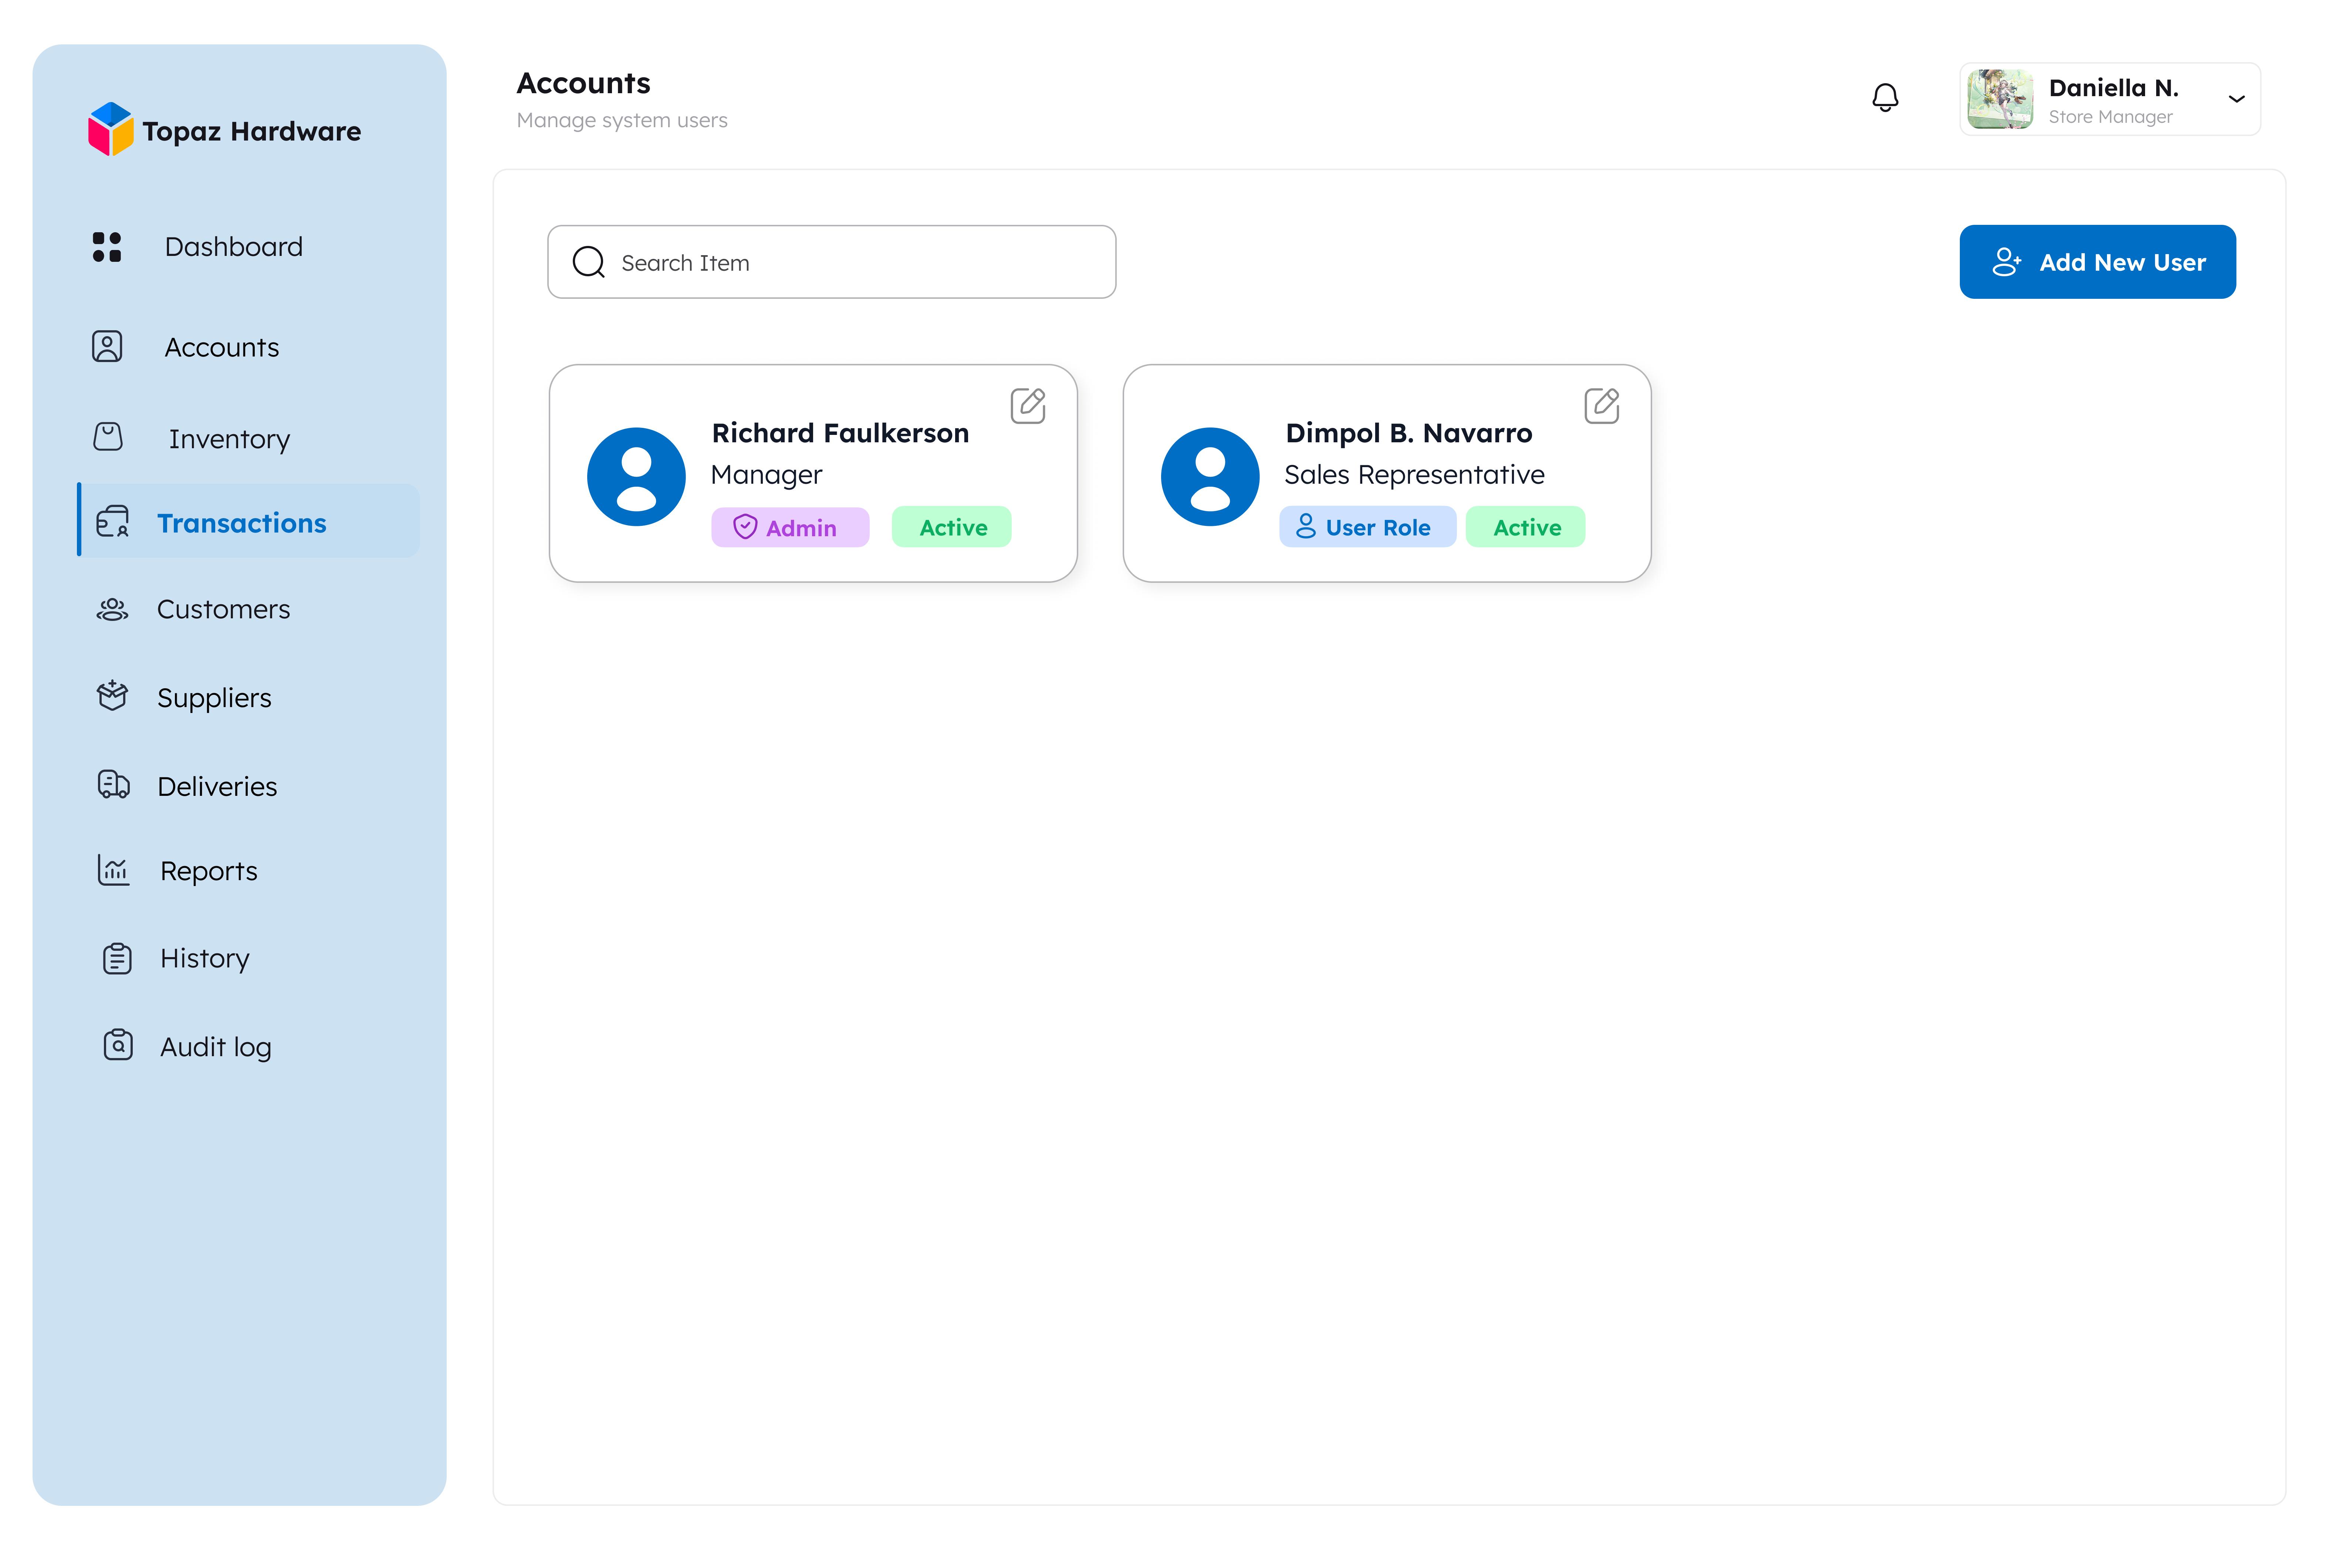 Topaz Hardware
Dashboard
Accounts
Inventory
Transactions
Customers
Suppliers
Deliveries
Reports
History
Audit log
Accounts
Manage system users
Daniella N.
Store Manager
Search Item
Add New User
Richard Faulkerson
Manager
Admin
Active
Dimpol B. Navarro
Sales Representative
User Role
Active